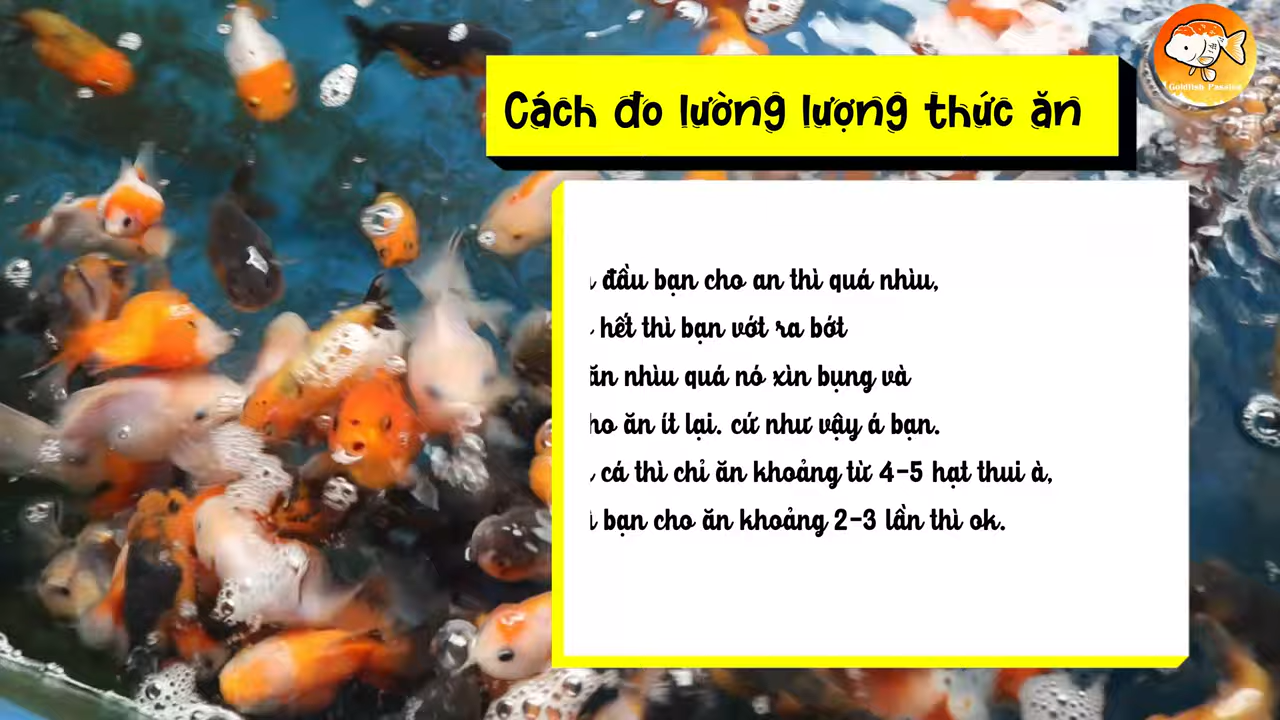 Cách đo lường lượng thức ăn
Goldfish Passion
đầu bạn cho an thì quá nhìu,
hết thì bạn vớt ra bớt
ăn nhìu quá nó xìn bụng và
ho ăn ít lại. cứ như vậy á bạn.
cá thì chỉ ăn khoảng từ 4-5 hạt thui à,
bạn cho ăn khoảng 2-3 lần thì ok.